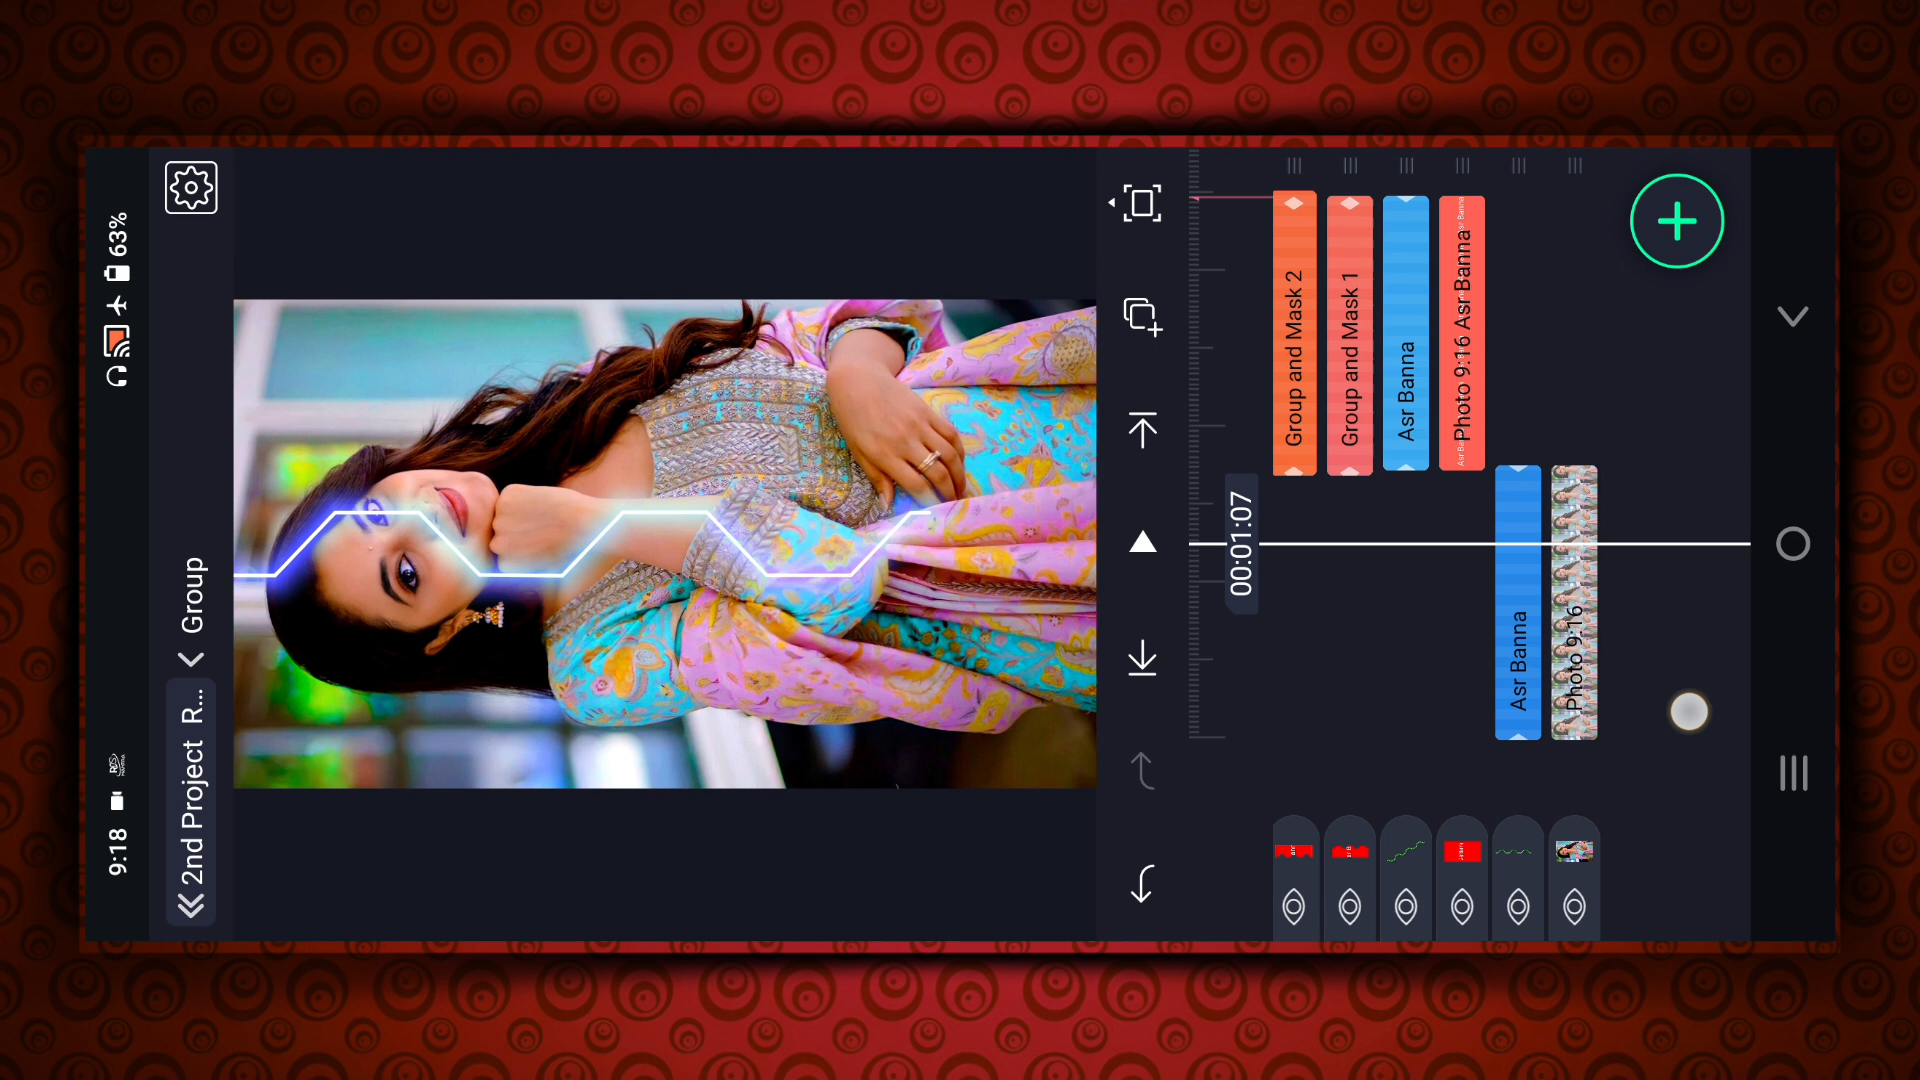 9:18
63%
2nd Project R...
Group
00:01:07
Group and Mask 2
Group and Mask 1
Asr Banna
Photo 9:16 Asr Banna
Asr Banna
Photo 9:16